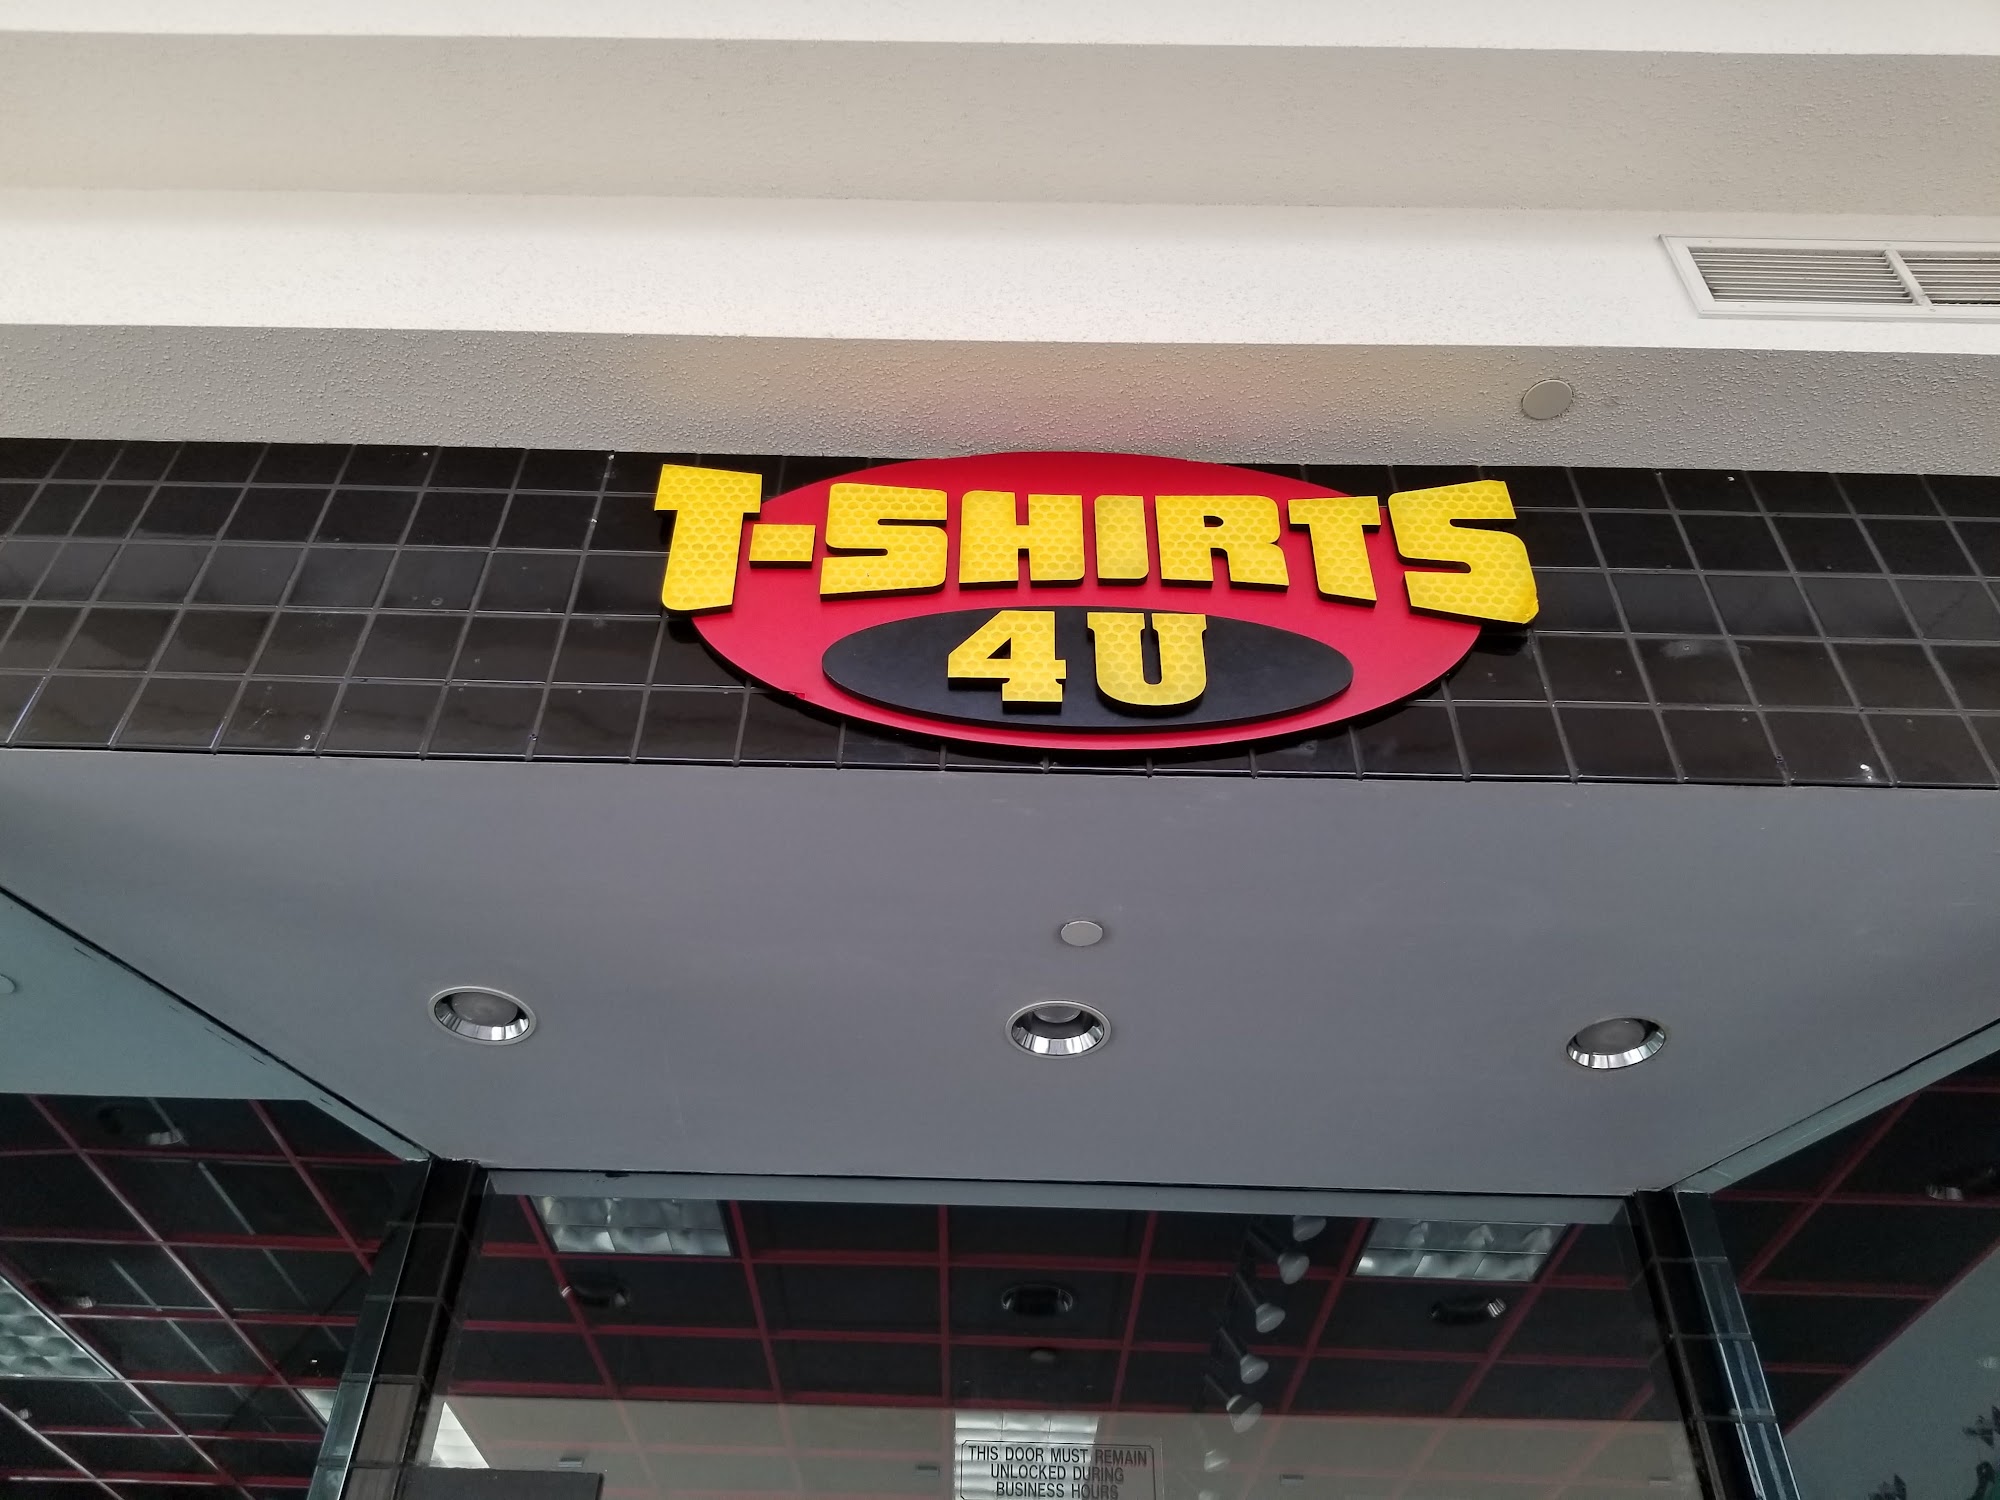 T-SHIRTS
4U
THIS DOOR MUST REMAIN
UNLOCKED DURING
BUSINESS HOURS